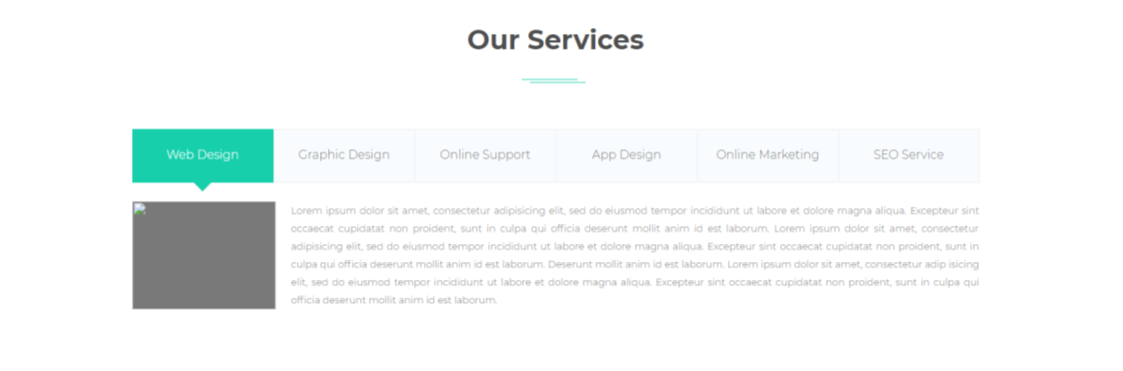 Our Services
Web Design
Graphic Design
Online Support
App Design
Online Marketing
SEO Service
Lorem ipsum dolor sit amet, consectetur adipisicing elit, sed do eiusmod tempor incididunt ut labore et dolore magna aliqua. Excepteur sint
occaecat cupidatat non proident, sunt in culpa qui officia deserunt mollit anim id est laborum. Lorem ipsum dolor sit amet, consectetur
adipisicing elit, sed do eiusmod tempor incididunt ut labore et dolore magna aliqua. Excepteur sint occaecat cupidatat non proident, sunt in
culpa qui officia deserunt mollit anim id est laborum. Deserunt mollit anim id est laborum. Lorem ipsum dolor sit amet, consectetur adip isicing
elit, sed do eiusmod tempor incididunt ut labore et dolore magna aliqua. Excepteur sint occaecat cupidatat non proident, sunt in culpa qui
officia deserunt mollit anim id est laborum.